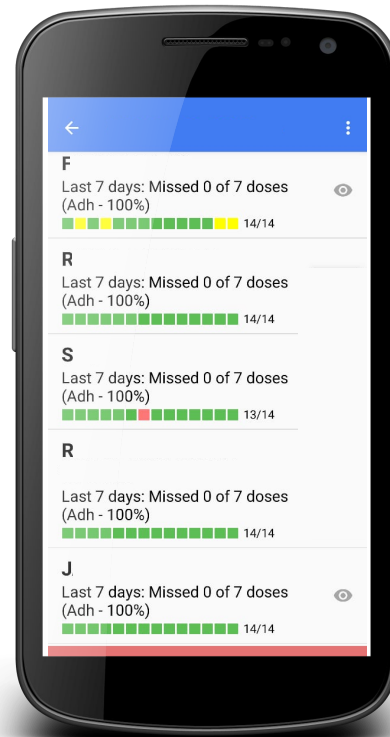 F
Last 7 days: Missed 0 of 7 doses
(Adh - 100%)
14/14
R
Last 7 days: Missed 0 of 7 doses
(Adh - 100%)
14/14
S
Last 7 days: Missed 0 of 7 doses
(Adh - 100%)
13/14
R
Last 7 days: Missed 0 of 7 doses
(Adh - 100%)
14/14
J
Last 7 days: Missed 0 of 7 doses
(Adh - 100%)
14/14